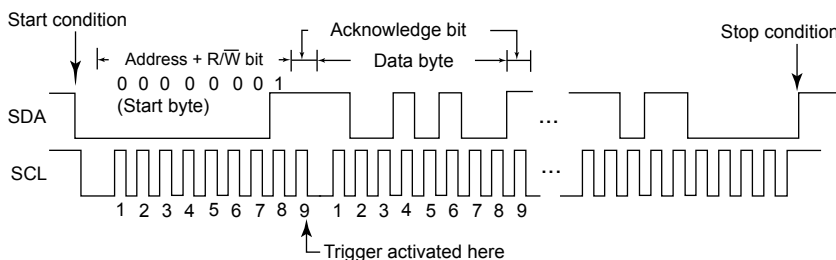 Start condition
Acknowledge bit
Stop condition
Address + R/W̅ bit
Data byte
0 0 0 0 0 0 0 1
(Start byte)
SDA
...
SCL
...
1 2 3 4 5 6 7 8 9 1 2 3 4 5 6 7 8 9
Trigger activated here